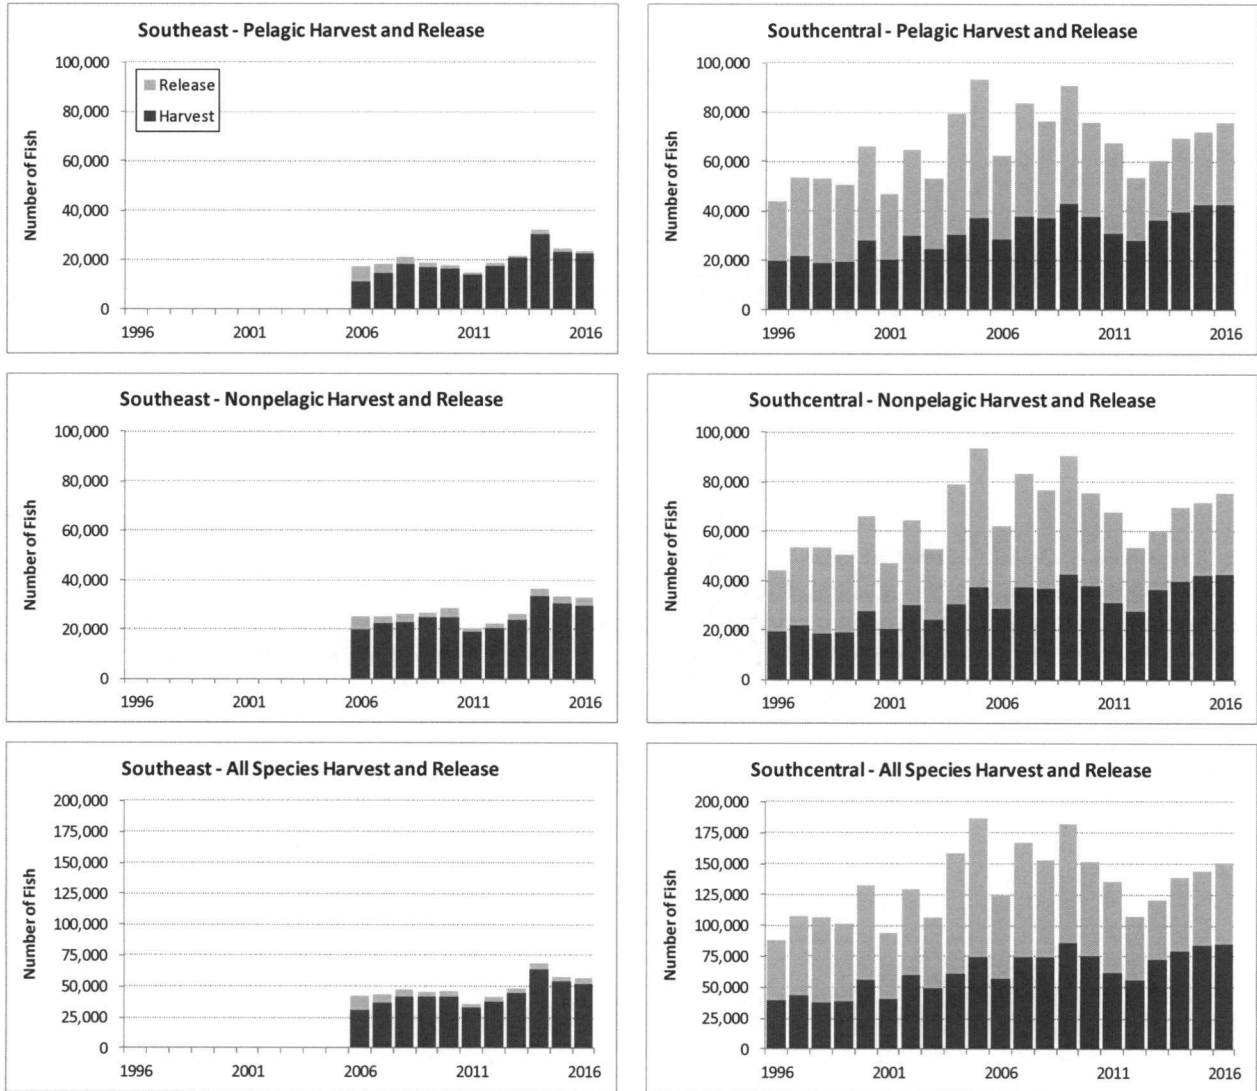 Southeast - Pelagic Harvest and Release
Number of Fish
100,000
80,000
60,000
40,000
20,000
0
Release
Harvest
1996 2001 2006 2011 2016
Southcentral - Pelagic Harvest and Release
Number of Fish
100,000
80,000
60,000
40,000
20,000
0
1996 2001 2006 2011 2016
Southeast - Nonpelagic Harvest and Release
Number of Fish
100,000
80,000
60,000
40,000
20,000
0
1996 2001 2006 2011 2016
Southcentral - Nonpelagic Harvest and Release
Number of Fish
100,000
80,000
60,000
40,000
20,000
0
1996 2001 2006 2011 2016
Southeast - All Species Harvest and Release
Number of Fish
200,000
175,000
150,000
125,000
100,000
75,000
50,000
25,000
0
1996 2001 2006 2011 2016
Southcentral - All Species Harvest and Release
Number of Fish
200,000
175,000
150,000
125,000
100,000
75,000
50,000
25,000
0
1996 2001 2006 2011 2016